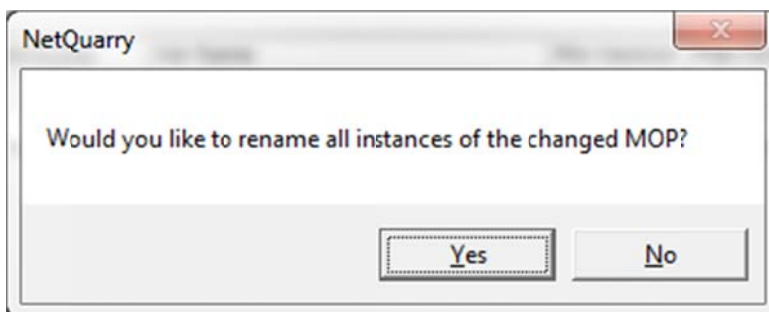 NetQuarry
Would you like to rename all instances of the changed MOP?
Yes
No